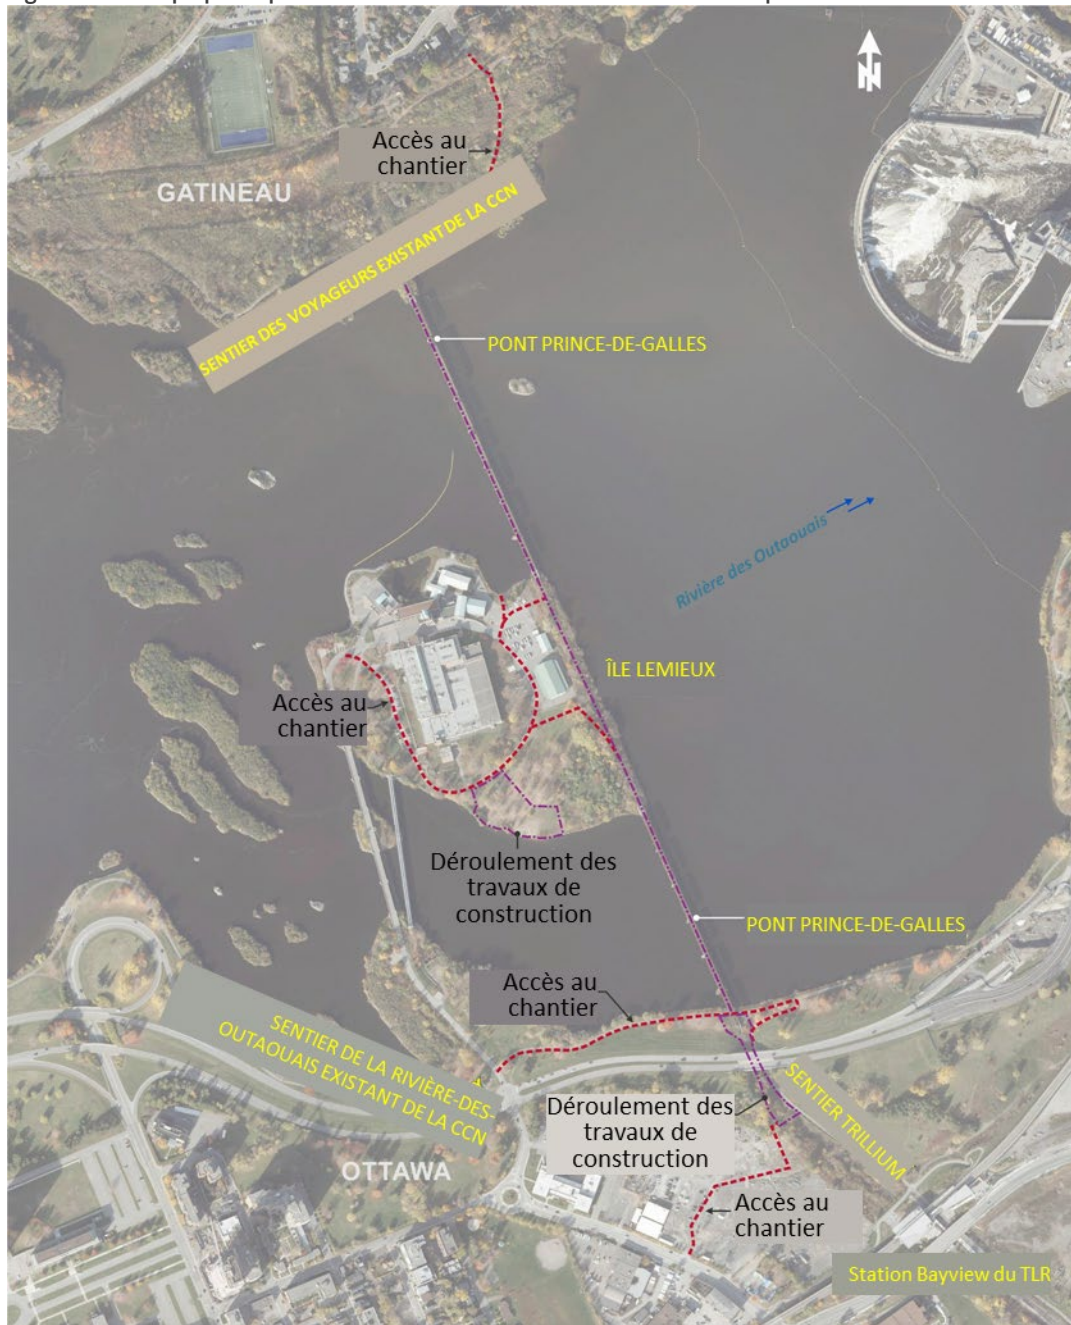 Accès au
chantier
GATINEAU
SENTIER DES VOYAGEURS EXISTANT DE LA CCN
PONT PRINCE-DE-GALLES
Rivière des Outaouais
ÎLE LEMIEUX
Accès au
chantier
Déroulement des
travaux de
construction
PONT PRINCE-DE-GALLES
Accès au
chantier
SENTIER DE LA RIVIÈRE-DES-
OUTAOUAIS EXISTANT DE LA CCN
SENTIER TRILLIUM
Déroulement des
travaux de
construction
OTTAWA
Accès au
chantier
Station Bayview du TLR